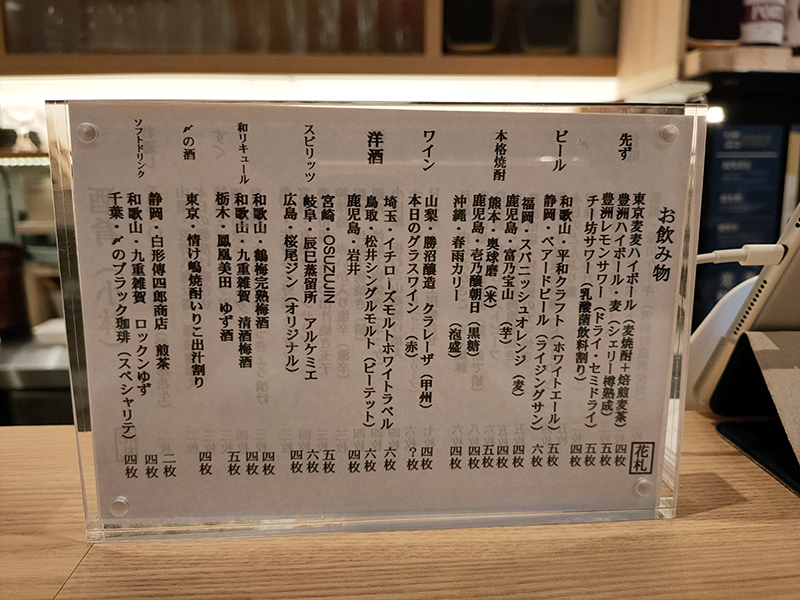 お飲み物
花札
先ず
東京麦麦ハイボール(麦焼酎+焙煎麦茶) 四枚
豊洲ハイボール・麦(シェリー樽熟成) 五枚
豊洲レモンサワー(ドライ・セミドライ) 五枚
チー坊サワー(乳酸菌飲料割り) 四枚
ビール
和歌山・平和クラフト(ホワイトエール) 五枚
静岡・ベアードビール(ライジングサン) 六枚
本格焼酎
福岡・スパニッシュオレンジ(麦) 四枚
鹿児島・富乃宝山(芋) 四枚
熊本・奥球磨(米) 五枚
鹿児島・壱乃醸朝日(黒糖) 四枚
沖縄・春雨カリー(泡盛) 四枚
ワイン
山梨・勝沼醸造 クラレーザ(甲州) 四枚
本日のグラスワイン(赤) ?枚
洋酒
埼玉・イチローズモルトホワイトラベル 六枚
鳥取・松井シングルモルト(ピーテット) 六枚
鹿児島・岩井 四枚
スピリッツ
宮崎・OSUZUGIN 五枚
岐阜・辰巳蒸留所 アルケミエ 六枚
広島・桜尾ジン(オリジナル) 四枚
和リキュール
和歌山・鶴梅完熟梅酒 四枚
和歌山・九重雑賀 清酒梅酒 四枚
栃木・鳳凰美田 ゆず酒 五枚
〆の酒
東京・情け嶋焼酎いりこ出汁割り 四枚
ソフトドリンク
静岡・白形傳四郎商店 煎茶 二枚
和歌山・九重雑賀 ロックンゆず 四枚
千葉・〆のブラック珈琲(スペシャリテ) 四枚